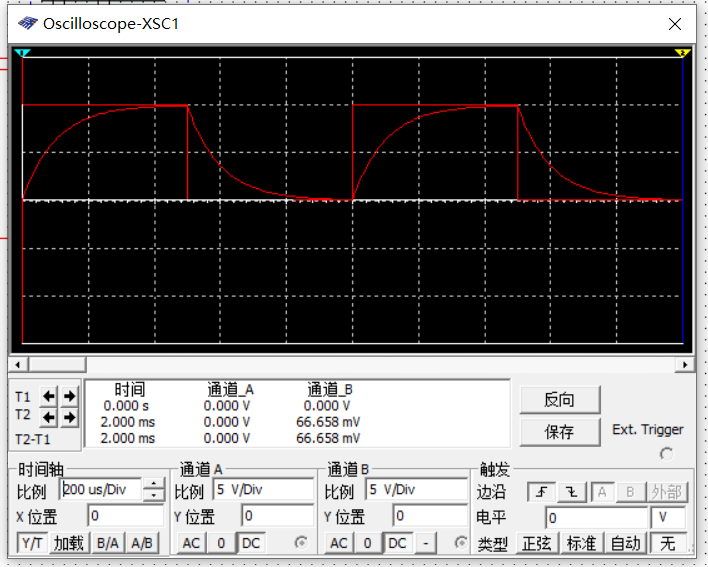 Oscilloscope-XSC1
1 2
时间 通道_A 通道_B
T1 0.000 s 0.000 V 0.000 V
T2 2.000 ms 0.000 V 66.658 mV
T2-T1 2.000 ms 0.000 V 66.658 mV
反向
保存
Ext. Trigger
时间轴 通道 A 通道 B 触发
比例 200 us/Div 比例 5 V/Div 比例 5 V/Div 边沿 A B 外部
X 位置 0 Y 位置 0 Y 位置 0 电平 0 V
Y/T 加载 B/A A/B AC 0 DC AC 0 DC - 类型 正弦 标准 自动 无